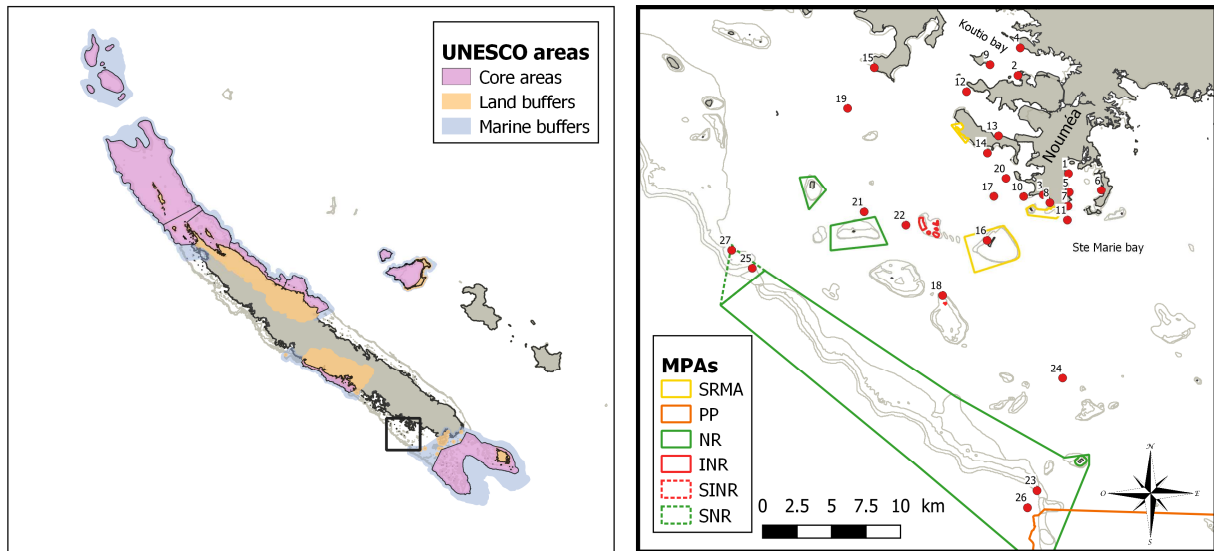 UNESCO areas
Core areas
Land buffers
Marine buffers
Koutio bay
4
9
2
15
12
19
13
14
Nouméa
1
20
5
6
17
10
3
8
7
21
11
22
16
Ste Marie bay
27
25
18
MPAs
SRMA
PP
NR
INR
SINR
SNR
24
23
26
0 2.5 5 7.5 10 km
N
O
E
S